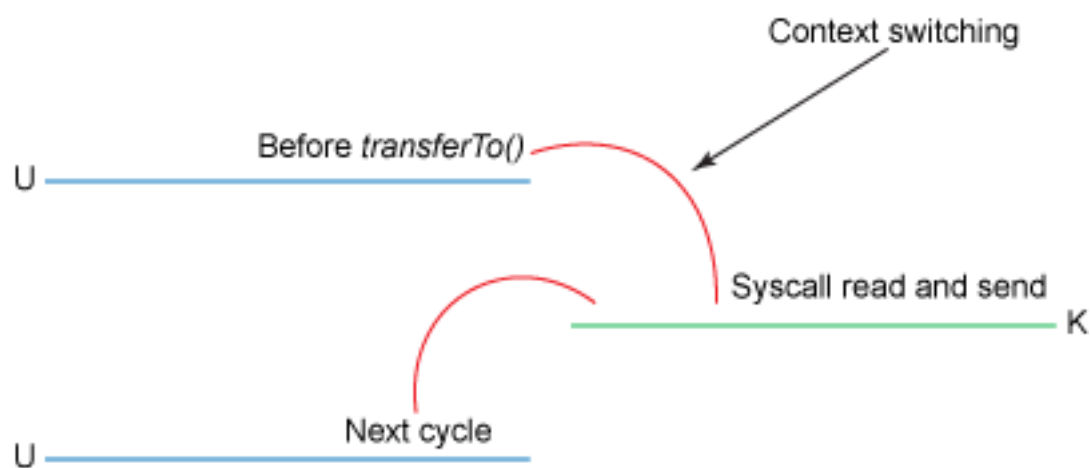 Context switching
Before transferTo()
U
Syscall read and send
K
Next cycle
U